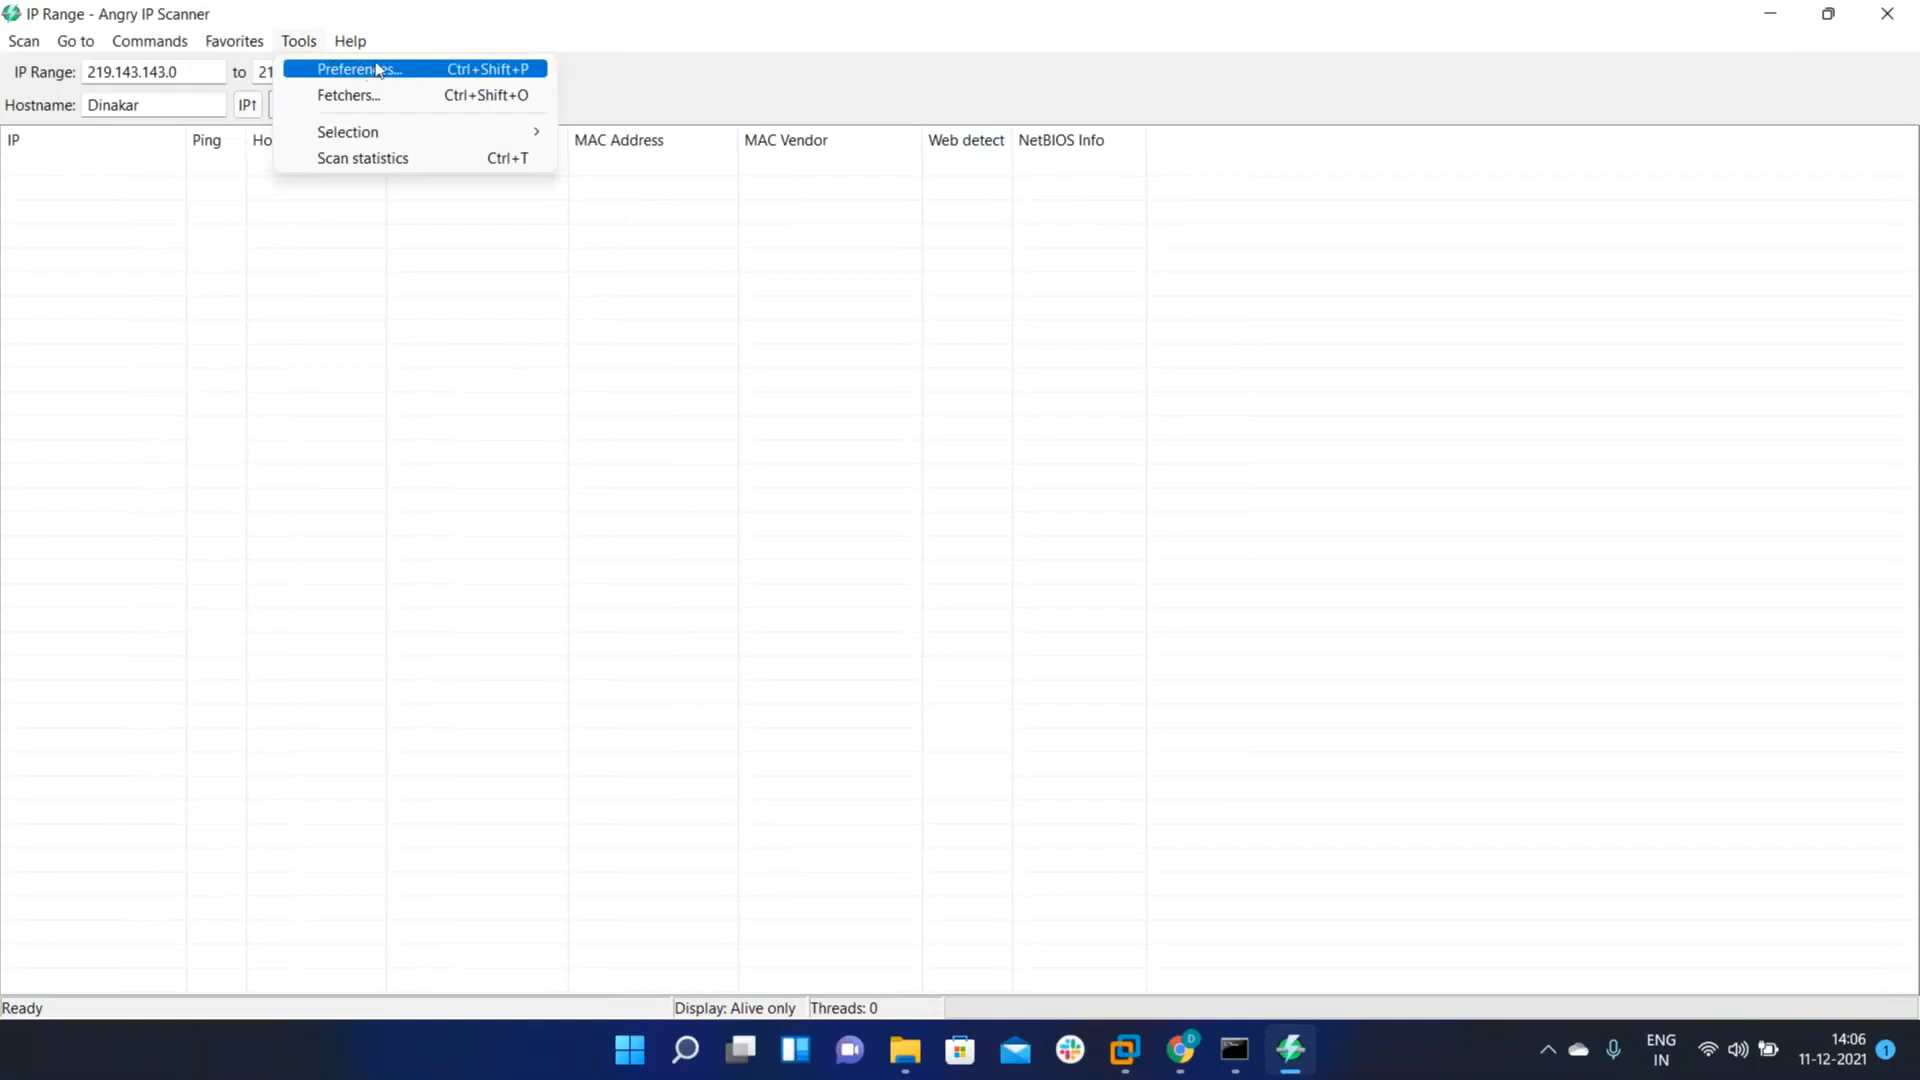 IP Range - Angry IP Scanner
Scan Go to Commands Favorites Tools Help
IP Range: 219.143.143.0 to 21
Preferences... Ctrl+Shift+P
Fetchers... Ctrl+Shift+O
Hostname: Dinakar IP↑
Selection
Scan statistics Ctrl+T
IP Ping Ho MAC Address MAC Vendor Web detect NetBIOS Info
Ready Display: Alive only Threads: 0
D
ENG
IN
14:06
11-12-2021
1